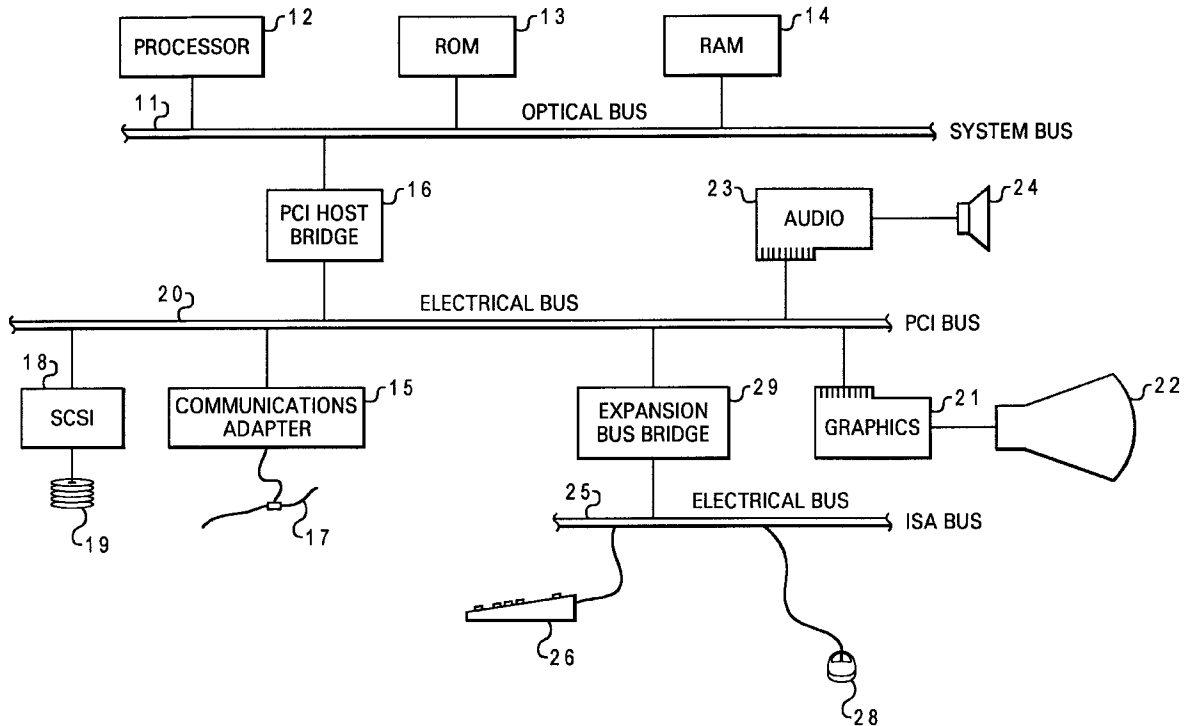 12
13
14
PROCESSOR
ROM
RAM
11
OPTICAL BUS
SYSTEM BUS
16
23
24
PCI HOST
BRIDGE
AUDIO
20
ELECTRICAL BUS
PCI BUS
18
15
29
21
22
SCSI
COMMUNICATIONS
ADAPTER
EXPANSION
BUS BRIDGE
GRAPHICS
25
ELECTRICAL BUS
ISA BUS
19
17
26
28